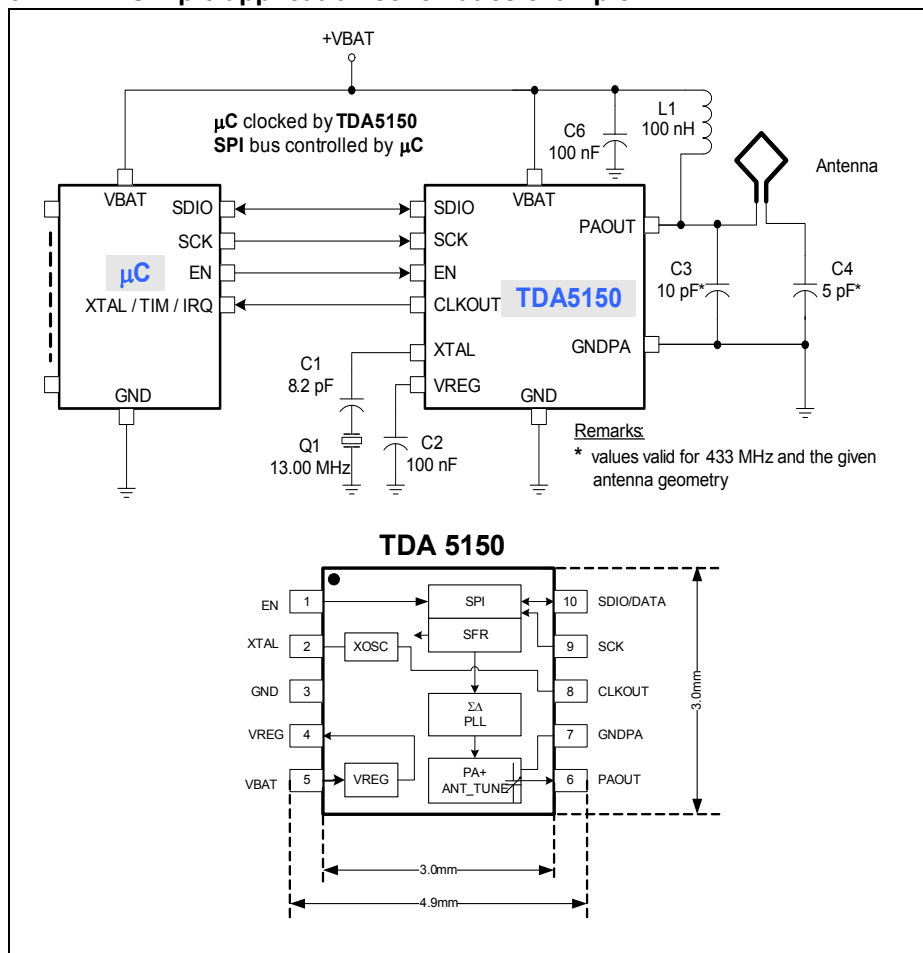 +VBAT
μC clocked by TDA5150
SPI bus controlled by μC
C6
100 nF
L1
100 nH
Antenna
VBAT
SDIO
SCK
EN
XTAL / TIM / IRQ
μC
GND
SDIO
SCK
EN
CLKOUT
XTAL
VREG
VBAT
PAOUT
TDA5150
GNDPA
GND
C3
10 pF*
C4
5 pF*
C1
8.2 pF
Q1
13.00 MHz
C2
100 nF
Remarks:
* values valid for 433 MHz and the given
antenna geometry
TDA 5150
EN
1
SPI
10
SDIO/DATA
XTAL
2
XOSC
SFR
9
SCK
GND
3
8
CLKOUT
ΣΔ
PLL
VREG
4
7
GNDPA
VBAT
5
VREG
PA+
ANT_TUNE
6
PAOUT
3.0mm
3.0mm
4.9mm